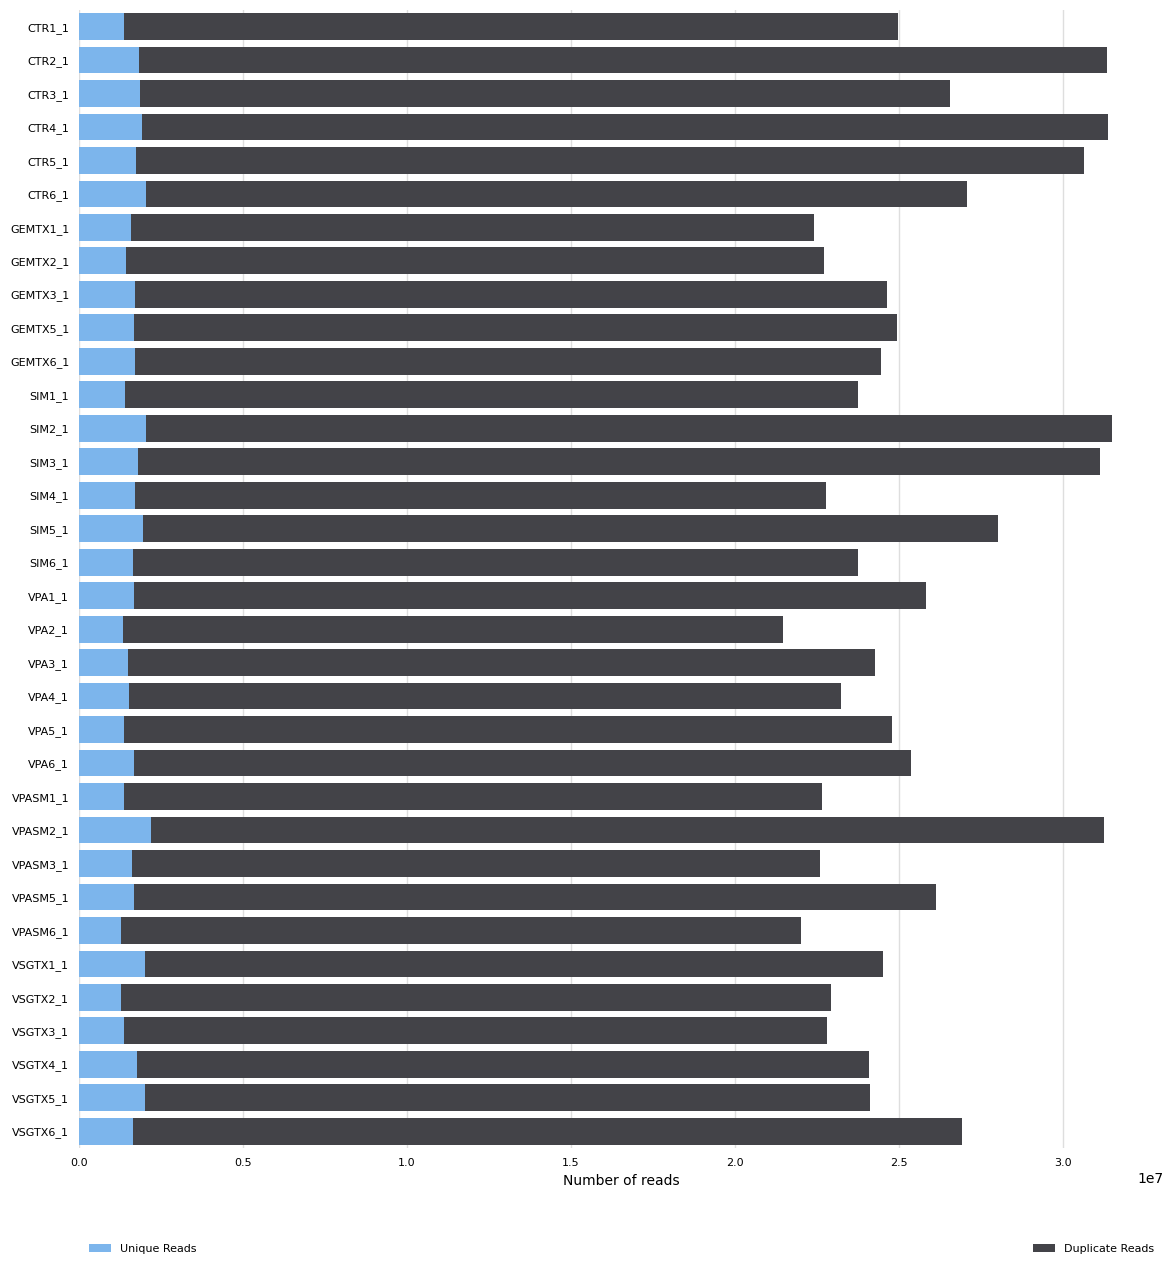 CTR1_1
CTR2_1
CTR3_1
CTR4_1
CTR5_1
CTR6_1
GEMTX1_1
GEMTX2_1
GEMTX3_1
GEMTX5_1
GEMTX6_1
SIM1_1
SIM2_1
SIM3_1
SIM4_1
SIM5_1
SIM6_1
VPA1_1
VPA2_1
VPA3_1
VPA4_1
VPA5_1
VPA6_1
VPASM1_1
VPASM2_1
VPASM3_1
VPASM5_1
VPASM6_1
VSGTX1_1
VSGTX2_1
VSGTX3_1
VSGTX4_1
VSGTX5_1
VSGTX6_1
0.0 0.5 1.0 1.5 2.0 2.5 3.0
Number of reads 1e7
Unique Reads Duplicate Reads